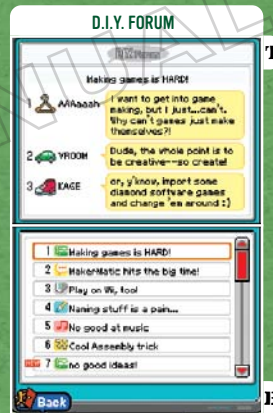 D.I.Y. FORUM
D.I.Y. Forum
Making games is HARD!
1 AAAaaah
I want to get into game
making, but I just...can't.
Why can't games just make
themselves?!
2 VROOM
Dude, the whole point is to
be creative--so create!
3 KAGE
or, y'know, import some
diamond software games
and change 'em around :)
1 Making games is HARD!
2 MakerMatic hits the big time!
3 Play on Wii, too!
4 Naming stuff is a pain...
5 No good at music
6 Cool Assembly trick
NEW 7 no good ideas!
Back